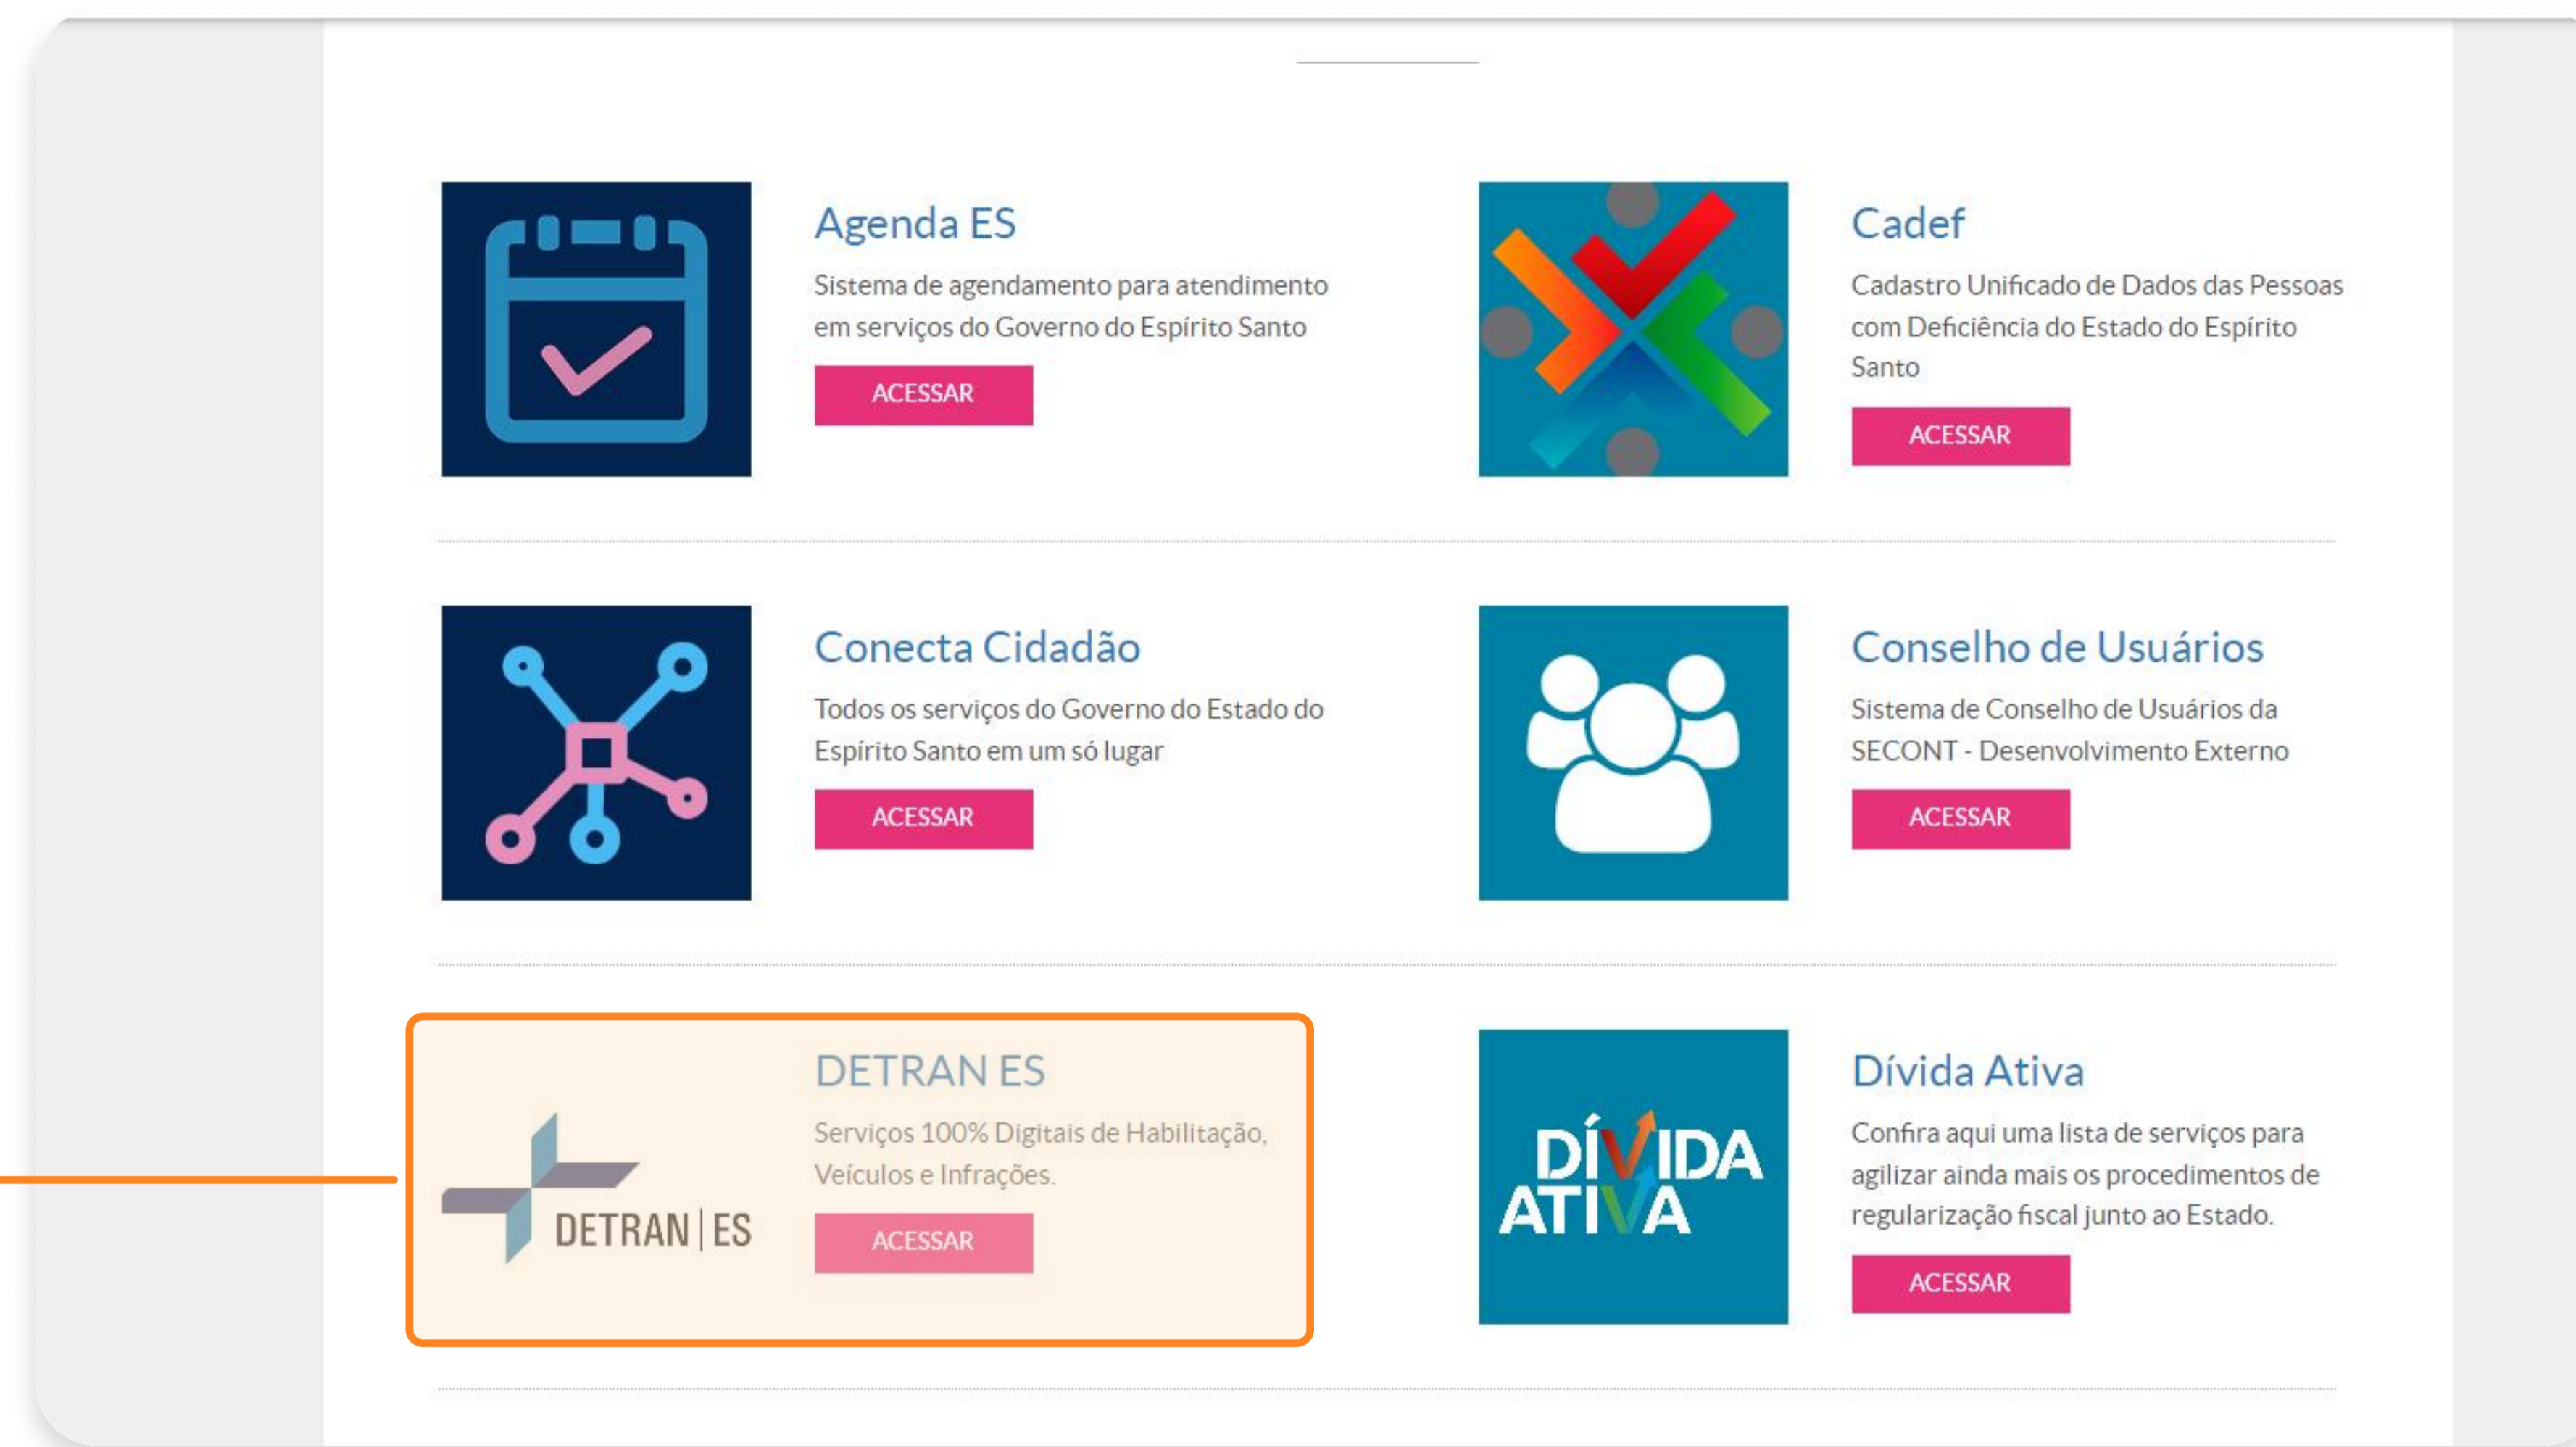 Agenda ES
Sistema de agendamento para atendimento
em serviços do Governo do Espírito Santo
ACESSAR
Cadef
Cadastro Unificado de Dados das Pessoas
com Deficiência do Estado do Espírito
Santo
ACESSAR
Conecta Cidadão
Todos os serviços do Governo do Estado do
Espírito Santo em um só lugar
ACESSAR
Conselho de Usuários
Sistema de Conselho de Usuários da
SECONT - Desenvolvimento Externo
ACESSAR
DETRAN | ES
DETRAN ES
Serviços 100% Digitais de Habilitação,
Veículos e Infrações.
ACESSAR
DÍVIDA
ATIVA
Dívida Ativa
Confira aqui uma lista de serviços para
agilizar ainda mais os procedimentos de
regularização fiscal junto ao Estado.
ACESSAR